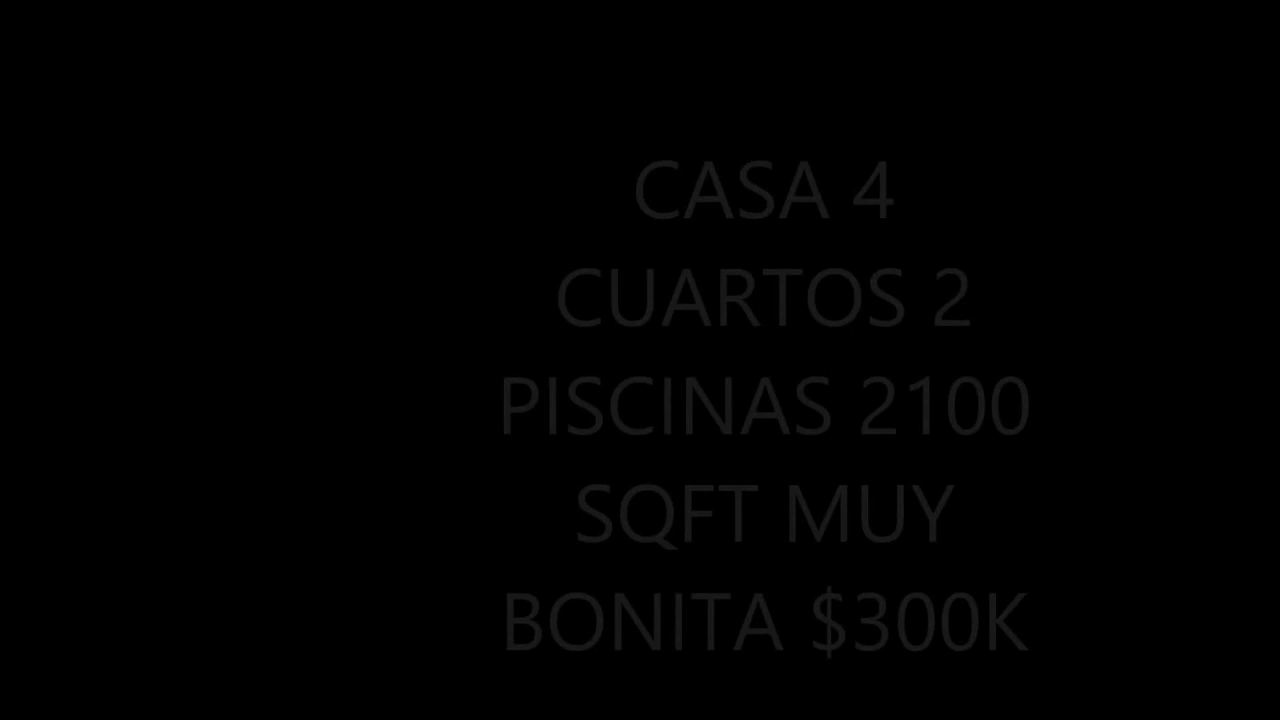 CASA 4
CUARTOS 2
PISCINAS 2100
SQFT MUY
BONITA $300K